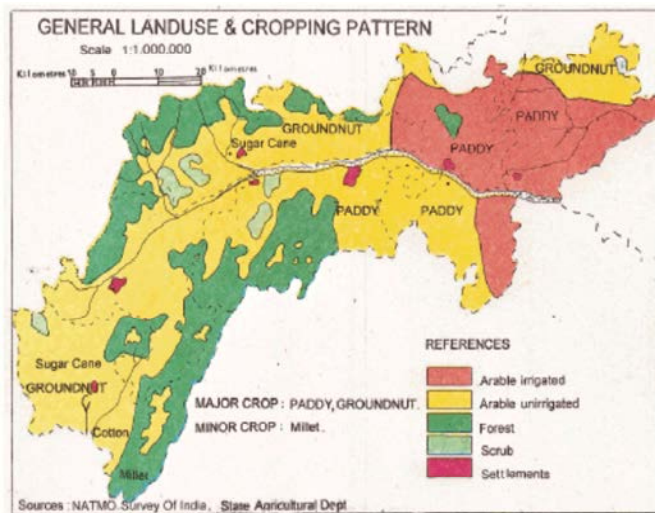 GENERAL LANDUSE & CROPPING PATTERN
Scale 1:1.000.000
Kilometres 10 5 0 20 Kilometres
GROUNDNUT
GROUNDNUT
Sugar Cane
PADDY
PADDY
PADDY
PADDY
Sugar Cane
GROUNDNUT
Cotton
Millet
MAJOR CROP : PADDY, GROUNDNUT.
MINOR CROP : Millet.
REFERENCES
Arable irrigated
Arable unirrigated
Forest
Scrub
Settlements
Sources : NATMO Survey Of India, State Agricultural Dept